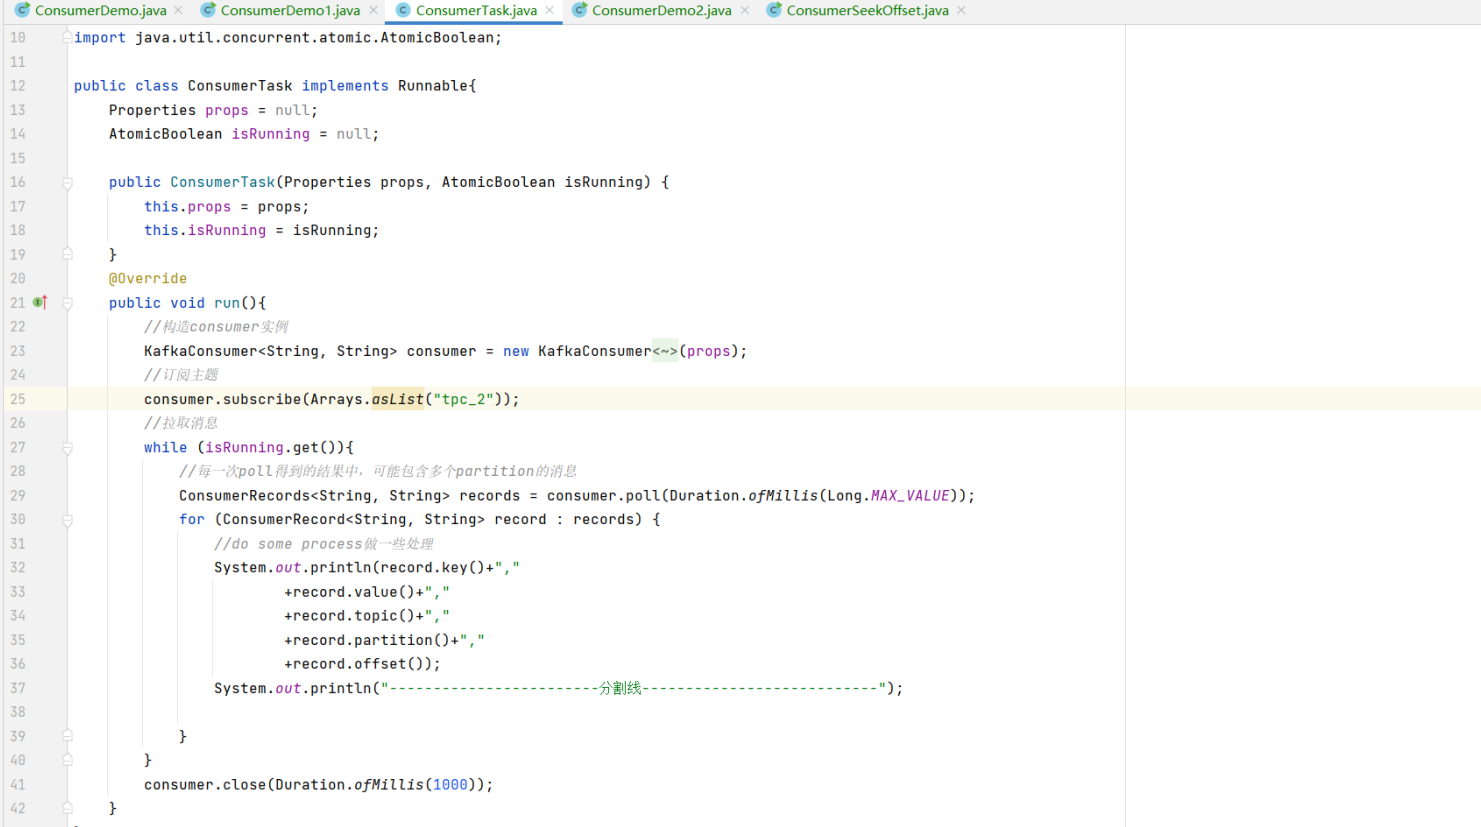 ConsumerDemo.java × ConsumerDemo1.java × ConsumerTask.java × ConsumerDemo2.java × ConsumerSeekOffset.java ×
10 import java.util.concurrent.atomic.AtomicBoolean;
11
12 public class ConsumerTask implements Runnable{
13     Properties props = null;
14     AtomicBoolean isRunning = null;
15
16     public ConsumerTask(Properties props, AtomicBoolean isRunning) {
17         this.props = props;
18         this.isRunning = isRunning;
19     }
20     @Override
21     public void run(){
22         //构造consumer实例
23         KafkaConsumer<String, String> consumer = new KafkaConsumer<~>(props);
24         //订阅主题
25         consumer.subscribe(Arrays.asList("tpc_2"));
26         //拉取消息
27         while (isRunning.get()){
28             //每一次poll得到的结果中，可能包含多个partition的消息
29             ConsumerRecords<String, String> records = consumer.poll(Duration.ofMillis(Long.MAX_VALUE));
30             for (ConsumerRecord<String, String> record : records) {
31                 //do some process做一些处理
32                 System.out.println(record.key()+","
33                         +record.value()+","
34                         +record.topic()+","
35                         +record.partition()+","
36                         +record.offset());
37                 System.out.println("------------------------分割线---------------------------");
38
39             }
40         }
41         consumer.close(Duration.ofMillis(1000));
42     }